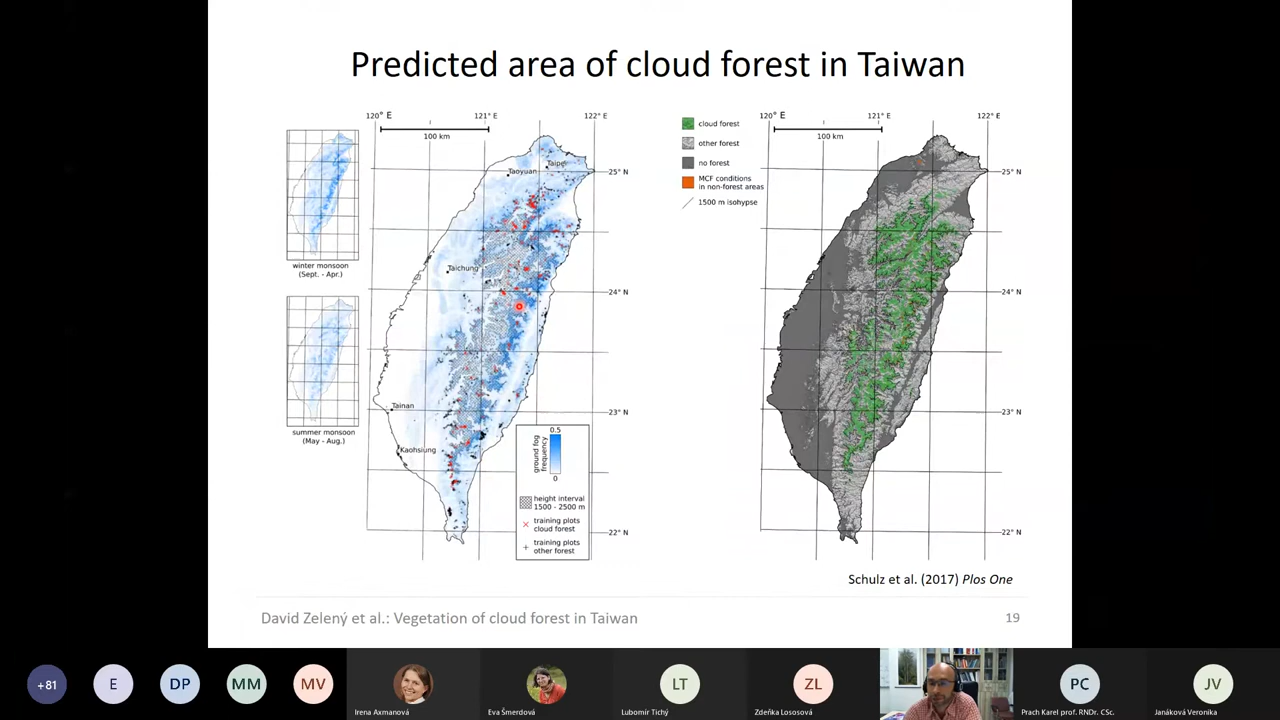 Predicted area of cloud forest in Taiwan
120° E
121° E
122° E
100 km
Taipei
Taoyuan
25° N
Taichung
24° N
Tainan
23° N
Kaohsiung
22° N
winter monsoon
(Sept. - Apr.)
summer monsoon
(May - Aug.)
0.5
ground fog
frequency
0
height interval
1500 - 2500 m
training plots
cloud forest
training plots
other forest
cloud forest
other forest
no forest
MCF conditions
in non-forest areas
1500 m isohypse
120° E
121° E
122° E
100 km
25° N
24° N
23° N
22° N
Schulz et al. (2017) Plos One
David Zelený et al.: Vegetation of cloud forest in Taiwan
19
+81
E
DP
MM
MV
LT
ZL
PC
JV
Irena Axmanová
Eva Šmerdová
Lubomír Tichý
Zdeňka Lososová
Prach Karel prof. RNDr. CSc.
Janáková Veronika